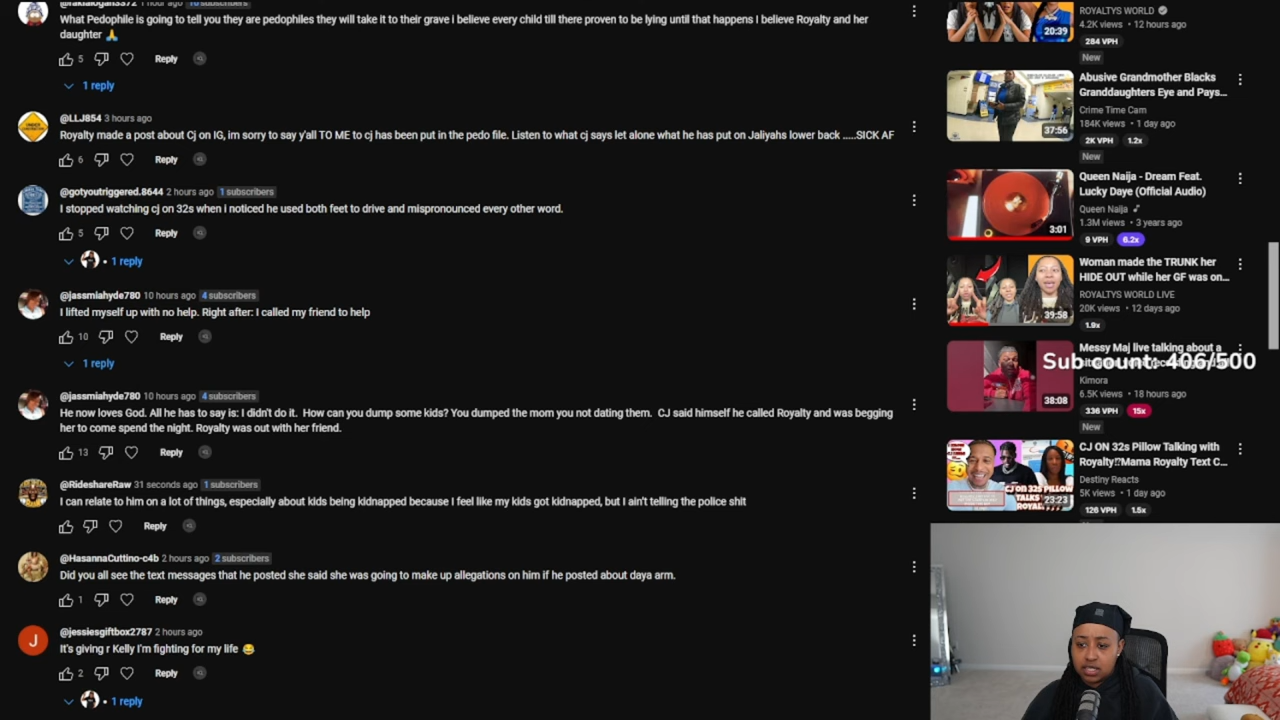 @rakialogan3372 1 hour ago 10 subscribers
What Pedophile is going to tell you they are pedophiles they will take it to their grave i believe every child till there proven to be lying until that happens I believe Royalty and her
daughter 🙏
5 Reply
1 reply
@LLJ854 3 hours ago
Royalty made a post about Cj on IG, im sorry to say y'all TO ME to cj has been put in the pedo file. Listen to what cj says let alone what he has put on Jaliyahs lower back .....SICK AF
6 Reply
@gotyoutriggered.8644 2 hours ago 1 subscribers
I stopped watching cj on 32s when i noticed he used both feet to drive and mispronounced every other word.
5 Reply
1 reply
@jassmiahyde780 10 hours ago 4 subscribers
I lifted myself up with no help. Right after: I called my friend to help
10 Reply
1 reply
@jassmiahyde780 10 hours ago 4 subscribers
He now loves God. All he has to say is: I didn't do it. How can you dump some kids? You dumped the mom you not dating them. CJ said himself he called Royalty and was begging
her to come spend the night. Royalty was out with her friend.
13 Reply
@RideshareRaw 31 seconds ago 1 subscribers
I can relate to him on a lot of things, especially about kids being kidnapped because I feel like my kids got kidnapped, but I ain't telling the police shit
Reply
@HasannaCuttino-c4b 2 hours ago 2 subscribers
Did you all see the text messages that he posted she said she was going to make up allegations on him if he posted about daya arm.
1 Reply
J
@jessiesgiftbox2787 2 hours ago
It's giving r Kelly I'm fighting for my life 😂
2 Reply
1 reply
20:39
ROYALTYS WORLD
4.2K views • 12 hours ago
284 VPH
New
37:56
Abusive Grandmother Blacks
Granddaughters Eye and Pays...
Crime Time Cam
184K views • 1 day ago
2K VPH 1.2x
New
3:01
Queen Naija - Dream Feat.
Lucky Daye (Official Audio)
Queen Naija
1.3M views • 3 years ago
9 VPH 6.2x
39:58
Woman made the TRUNK her
HIDE OUT while her GF was on...
ROYALTYS WORLD LIVE
20K views • 12 days ago
1.9x
38:08
Messy Maj live talking about a
Sub count: 406/500
Kimora
6.5K views • 18 hours ago
336 VPH 15x
New
CJ ON 32s PILLOW
TALKS
ROYAL
23:23
CJ ON 32s Pillow Talking with
Royalty⁉Mama Royalty Text C...
Destiny Reacts
5K views • 1 day ago
126 VPH 1.5x